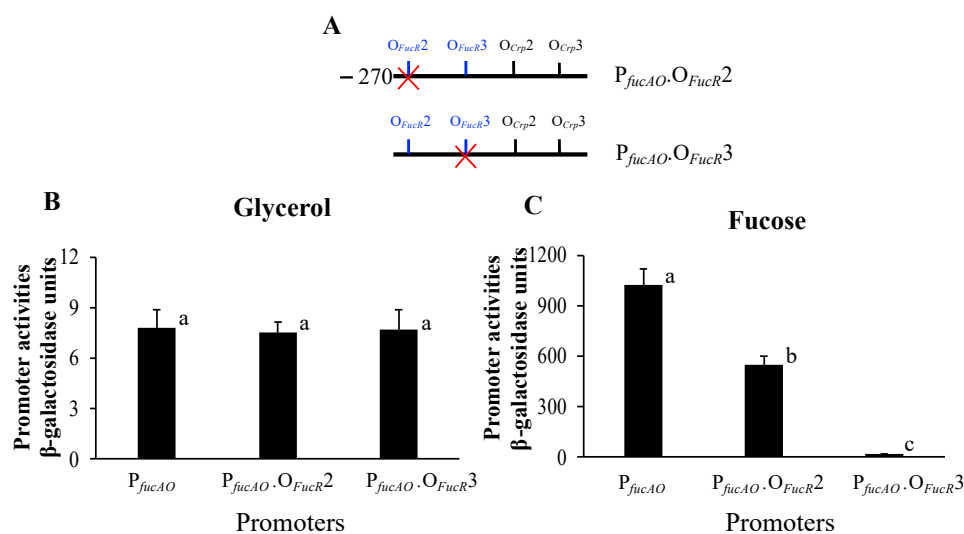 A
OFucR2 OFucR3 OCrp2 OCrp3
– 270
PfucAO.OFucR2
OFucR2 OFucR3 OCrp2 OCrp3
PfucAO.OFucR3
B
Glycerol
Promoter activities
β-galactosidase units
12
9
6
3
0
a
a
a
PfucAO PfucAO.OFucR2 PfucAO.OFucR3
Promoters
C
Fucose
Promoter activities
β-galactosidase units
1200
900
600
300
0
a
b
c
PfucAO PfucAO.OFucR2 PfucAO.OFucR3
Promoters